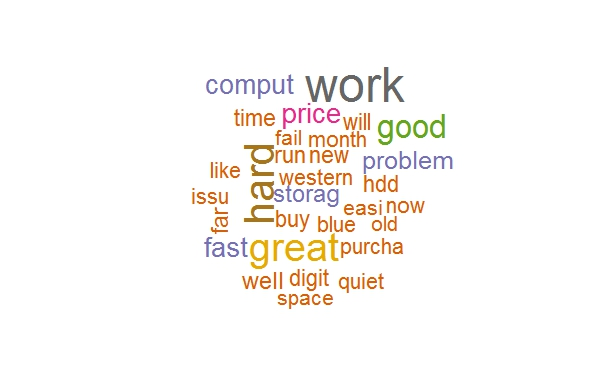 comput work
time price will good
fail month
run new problem
like western hdd
issu hard storag easi now
far buy blue old
fast great purcha
well digit quiet
space